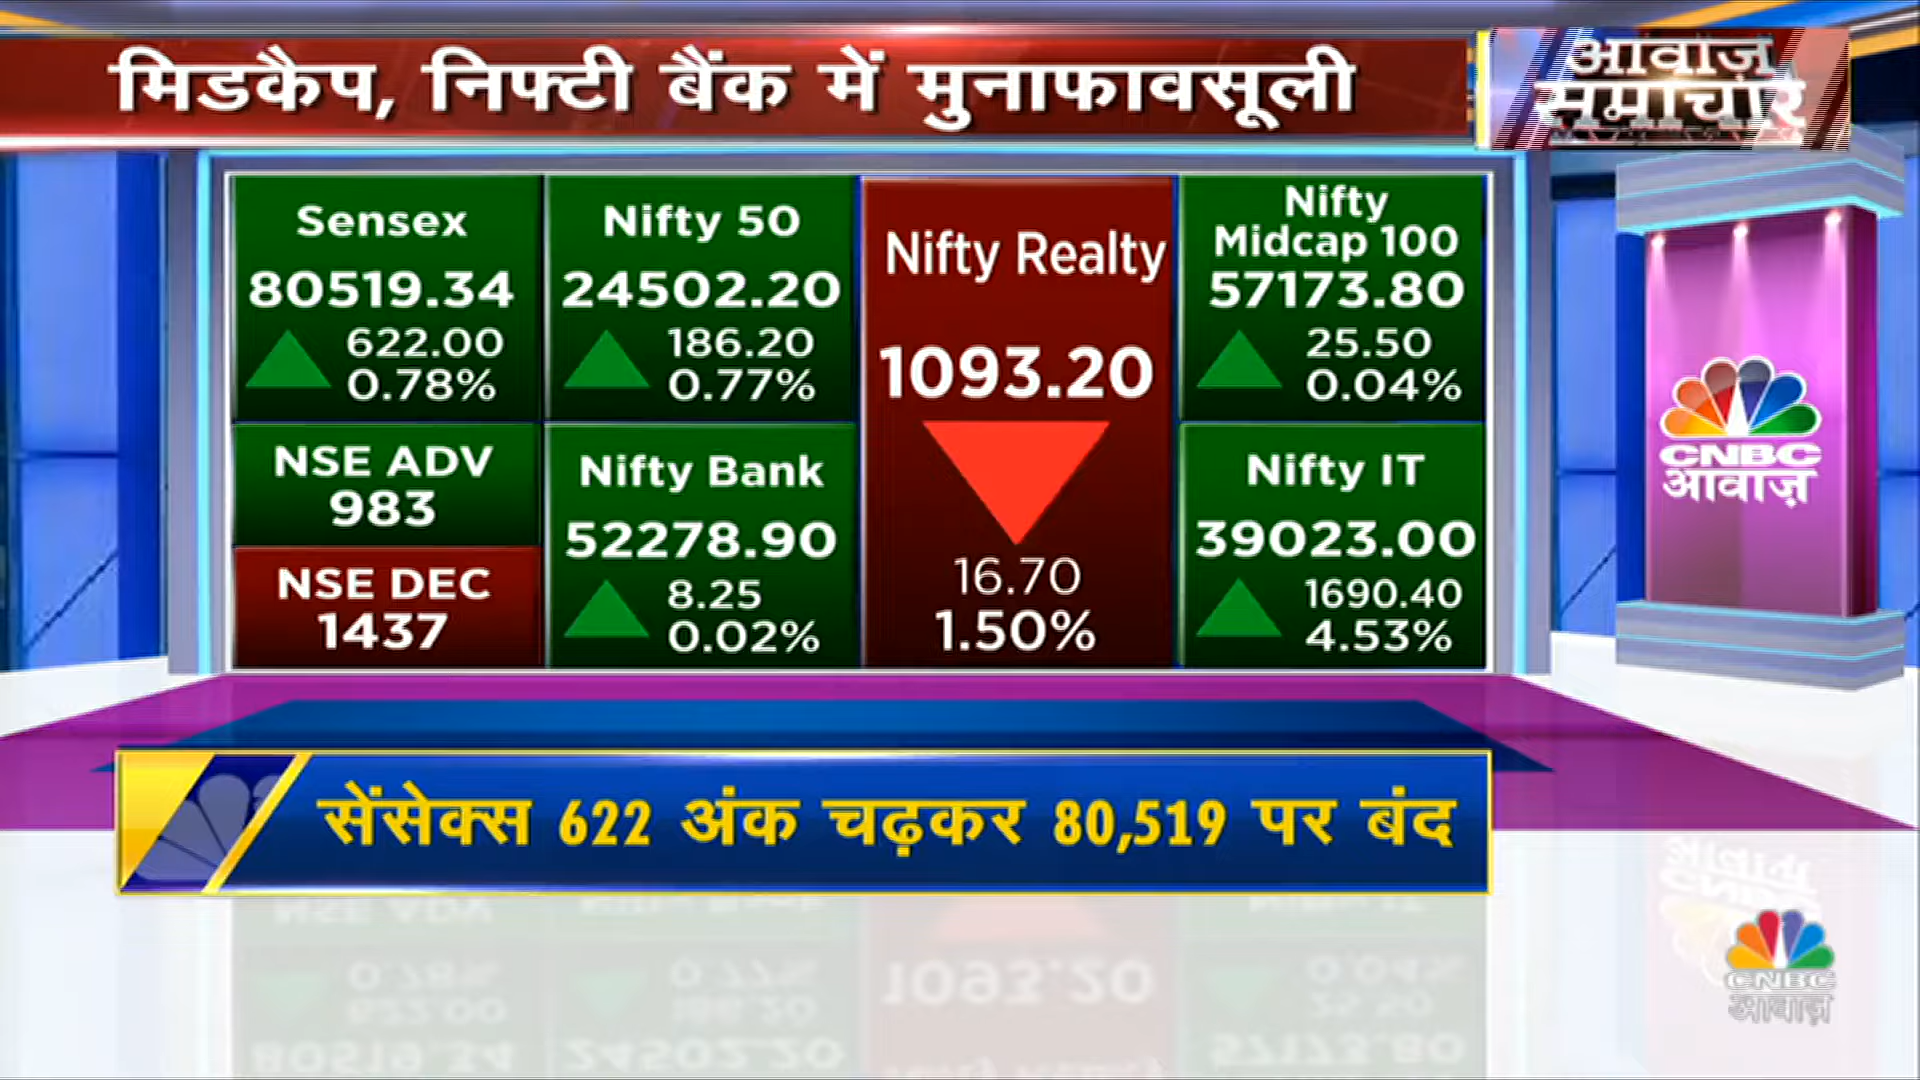 मिडकैप, निफ्टी बैंक में मुनाफावसूली
आवाज़
समाचार
Sensex
80519.34
622.00
0.78%
Nifty 50
24502.20
186.20
0.77%
Nifty Realty
1093.20
16.70
1.50%
Nifty
Midcap 100
57173.80
25.50
0.04%
NSE ADV
983
NSE DEC
1437
Nifty Bank
52278.90
8.25
0.02%
Nifty IT
39023.00
1690.40
4.53%
CNBC
आवाज़
सेंसेक्स 622 अंक चढ़कर 80,519 पर बंद
CNBC
आवाज़